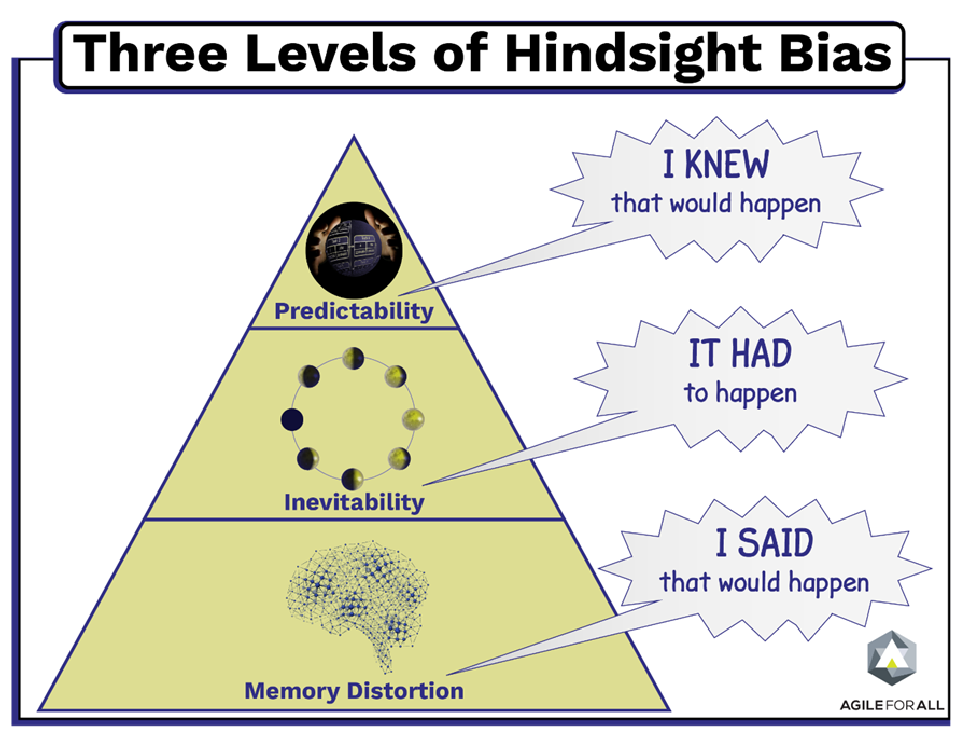 Three Levels of Hindsight Bias
I KNEW
that would happen
Predictability
IT HAD
to happen
Inevitability
I SAID
that would happen
Memory Distortion
AGILE FOR ALL